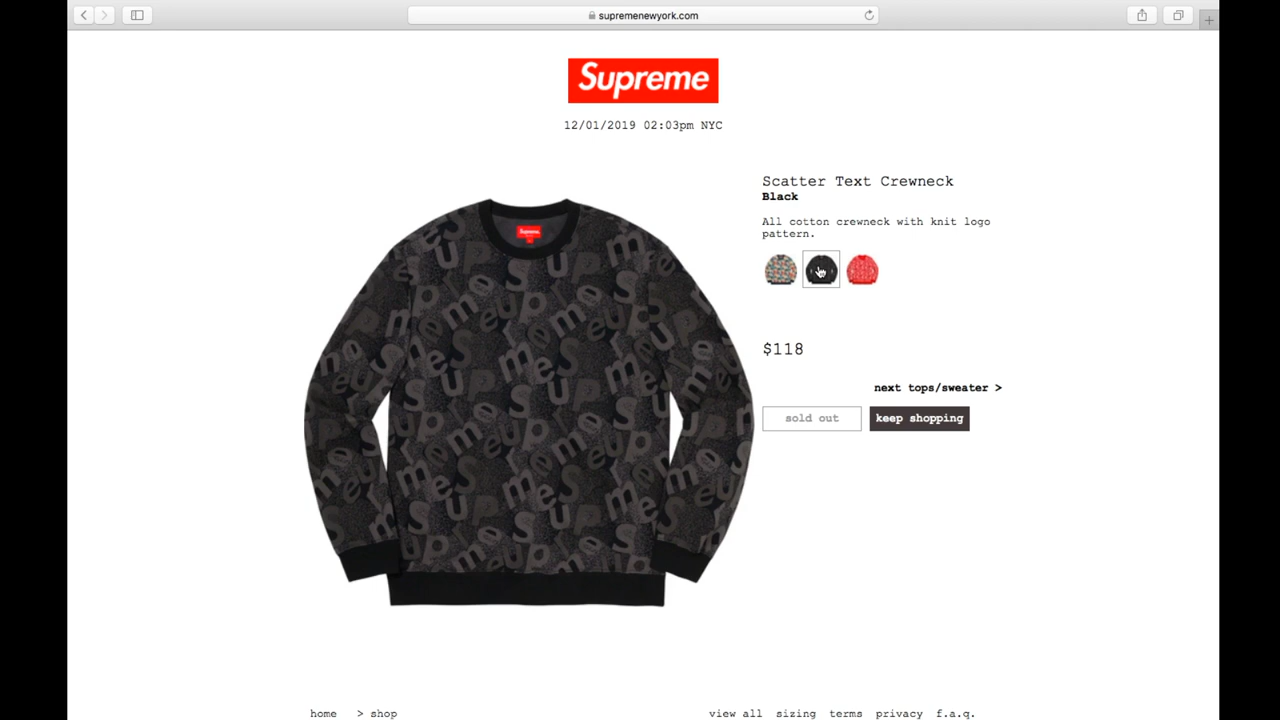 supremenewyork.com
Supreme
12/01/2019 02:03pm NYC
Scatter Text Crewneck
Black
All cotton crewneck with knit logo
pattern.
Supreme
$118
next tops/sweater >
sold out
keep shopping
home > shop
view all sizing terms privacy f.a.q.